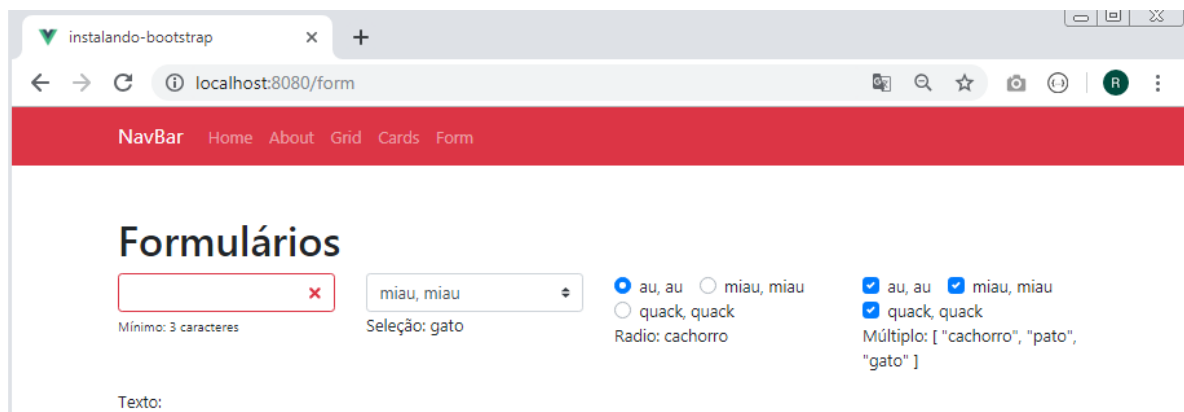 instalando-bootstrap
localhost:8080/form
R
NavBar Home About Grid Cards Form
Formulários
miau, miau
au, au miau, miau
quack, quack
au, au miau, miau
quack, quack
Mínimo: 3 caracteres
Seleção: gato
Radio: cachorro
Múltiplo: [ "cachorro", "pato",
"gato" ]
Texto: